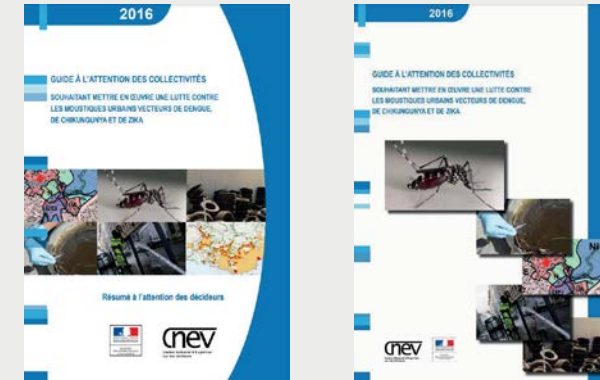 2016
GUIDE À L'ATTENTION DES COLLECTIVITÉS
SOUHAITANT METTRE EN ŒUVRE UNE LUTTE CONTRE
LES MOUSTIQUES URBAINS VECTEURS DE DENGUE,
DE CHIKUNGUNYA ET DE ZIKA
Résumé à l'attention des décideurs
cnev
2016
GUIDE À L'ATTENTION DES COLLECTIVITÉS
SOUHAITANT METTRE EN ŒUVRE UNE LUTTE CONTRE
LES MOUSTIQUES URBAINS VECTEURS DE DENGUE,
DE CHIKUNGUNYA ET DE ZIKA
Ni
cnev